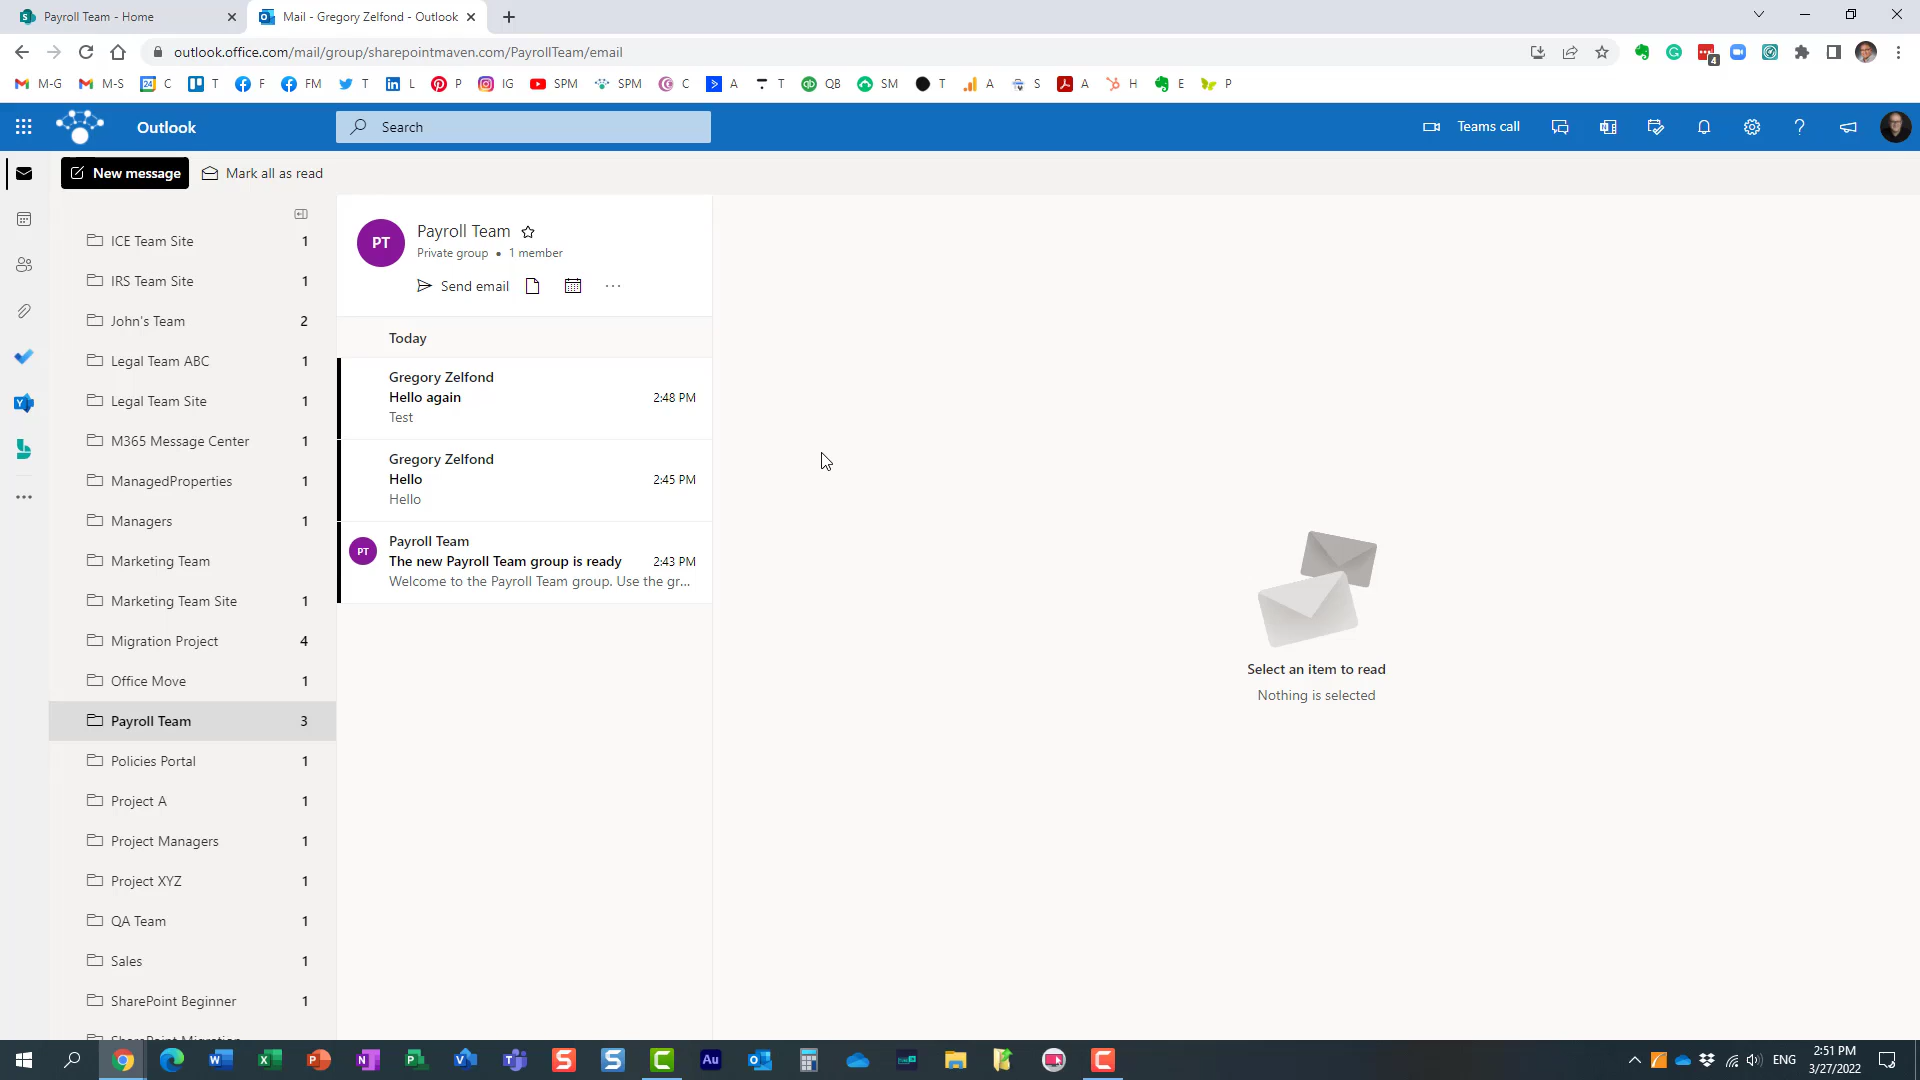 Payroll Team - Home
Mail - Gregory Zelfond - Outlook
outlook.office.com/mail/group/sharepointmaven.com/PayrollTeam/email
4
M-G
M-S
24
C
T
F
FM
T
L
P
IG
SPM
SPM
C
A
T
qb
QB
SM
T
A
S
A
H
E
P
Outlook
Search
Teams call
New message
Mark all as read
ICE Team Site 1
IRS Team Site 1
John's Team 2
Legal Team ABC 1
Legal Team Site 1
M365 Message Center 1
ManagedProperties 1
Managers 1
Marketing Team
Marketing Team Site 1
Migration Project 4
Office Move 1
Payroll Team 3
Policies Portal 1
Project A 1
Project Managers 1
Project XYZ 1
QA Team 1
Sales 1
SharePoint Beginner 1
SharePoint Migration
PT
Payroll Team
Private group • 1 member
Send email
Today
Gregory Zelfond
Hello again 2:48 PM
Test
Gregory Zelfond
Hello 2:45 PM
Hello
PT
Payroll Team
The new Payroll Team group is ready 2:43 PM
Welcome to the Payroll Team group. Use the gr...
Select an item to read
Nothing is selected
Au
ENG
2:51 PM
3/27/2022